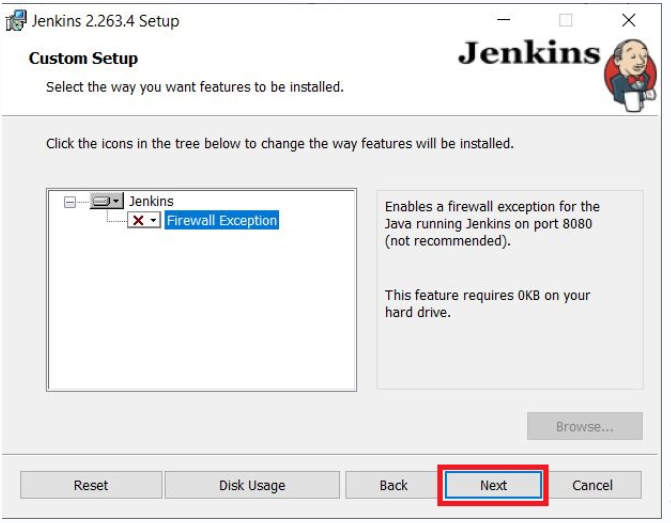 Jenkins 2.263.4 Setup
Custom Setup
Select the way you want features to be installed.
Jenkins
Click the icons in the tree below to change the way features will be installed.
Jenkins
Firewall Exception
Enables a firewall exception for the
Java running Jenkins on port 8080
(not recommended).
This feature requires 0KB on your
hard drive.
Browse...
Reset
Disk Usage
Back
Next
Cancel